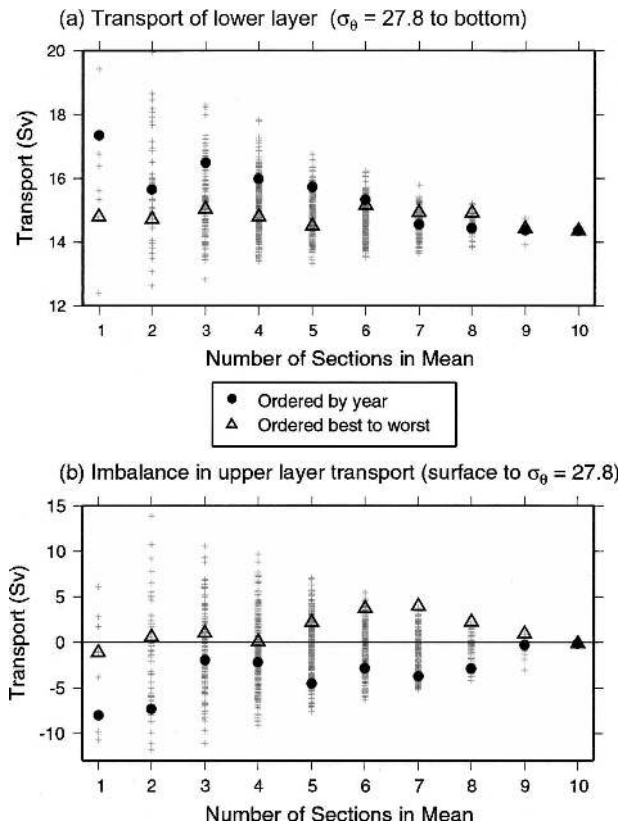 (a) Transport of lower layer (σθ = 27.8 to bottom)
20
18
16
14
12
Transport (Sv)
1 2 3 4 5 6 7 8 9 10
Number of Sections in Mean
Ordered by year
Ordered best to worst
(b) Imbalance in upper layer transport (surface to σθ = 27.8)
15
10
5
0
-5
-10
Transport (Sv)
1 2 3 4 5 6 7 8 9 10
Number of Sections in Mean